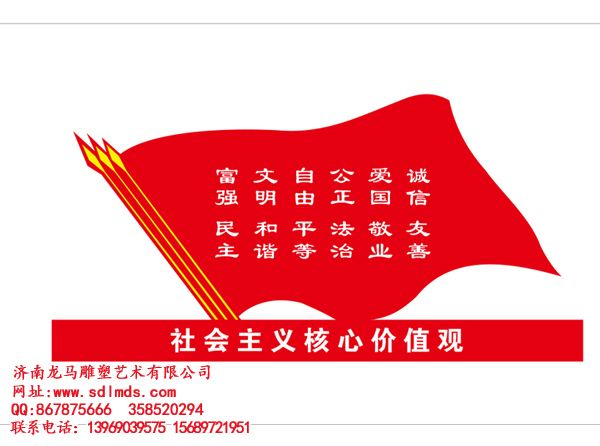 富 文 自 公 爱 诚
强 明 由 正 国 信
民 和 平 法 敬 友
主 谐 等 治 业 善
社会主义核心价值观
济南龙马雕塑艺术有限公司
网址:www.sdlmds.com
QQ:867875666 358520294
联系电话: 13969039575 15689721951